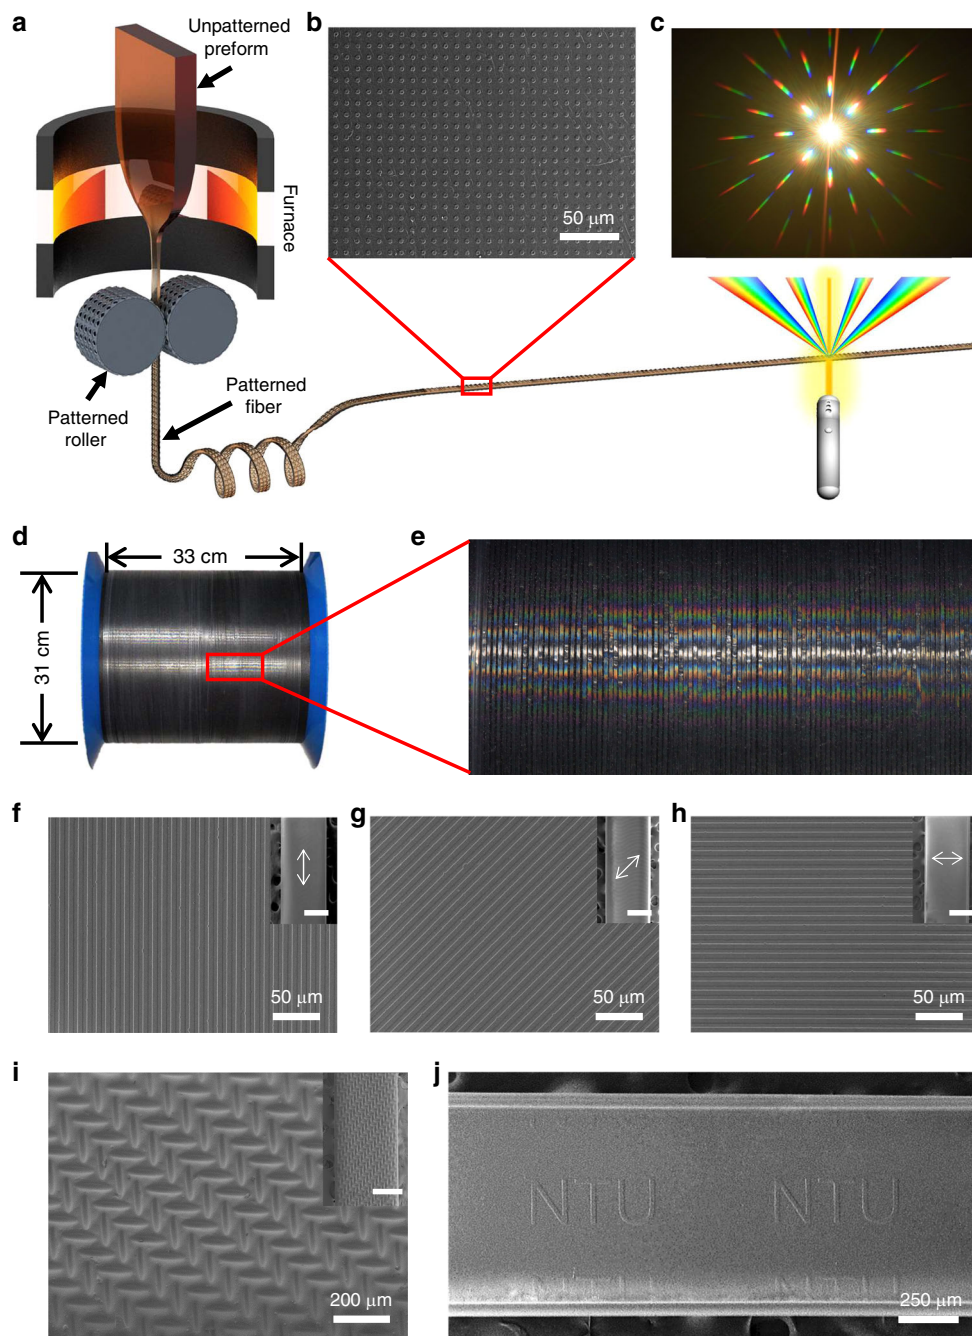 a
Unpatterned
preform
Furnace
Patterned
roller
Patterned
fiber
b
50 μm
c
d
33 cm
31 cm
e
f
50 μm
g
50 μm
h
50 μm
i
200 μm
j
NTU NTU
250 μm